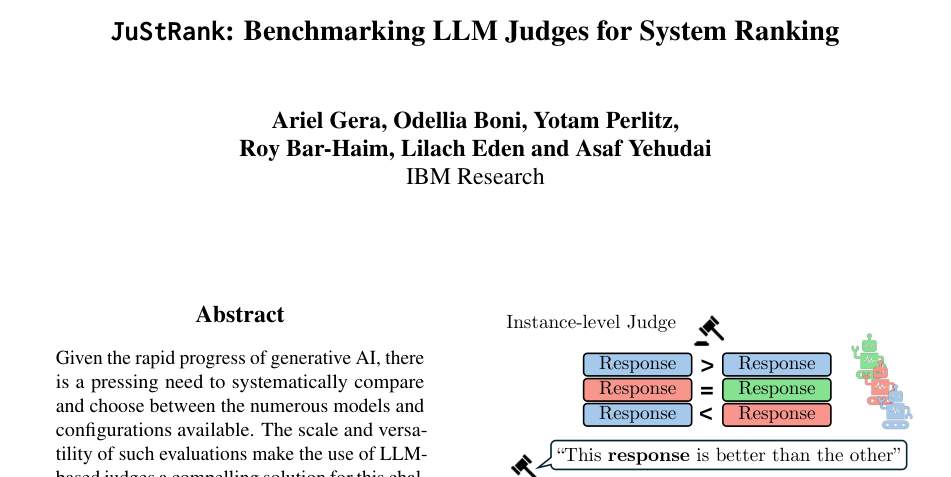 JuStRank: Benchmarking LLM Judges for System Ranking
Ariel Gera, Odellia Boni, Yotam Perlitz,
Roy Bar-Haim, Lilach Eden and Asaf Yehudai
IBM Research
Abstract
Given the rapid progress of generative AI, there
is a pressing need to systematically compare
and choose between the numerous models and
configurations available. The scale and versa-
tility of such evaluations make the use of LLM-
based judges a compelling solution for this chal-
Instance-level Judge
Response > Response
Response = Response
Response < Response
“This response is better than the other”